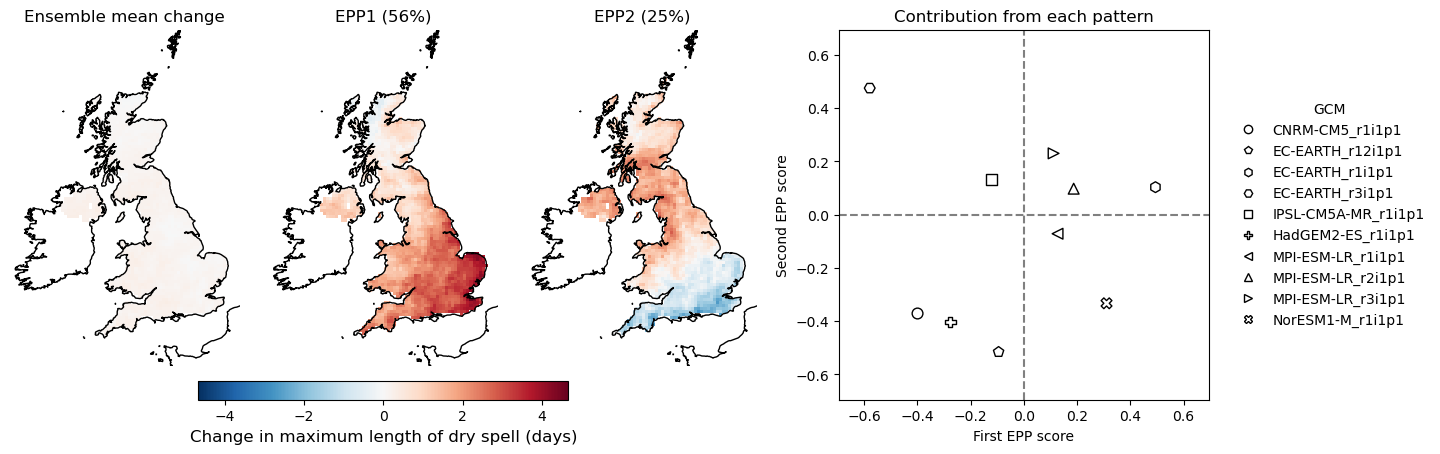 Ensemble mean change
EPP1 (56%)
EPP2 (25%)
−4 −2 0 2 4
Change in maximum length of dry spell (days)
Contribution from each pattern
Second EPP score
0.6
0.4
0.2
0.0
−0.2
−0.4
−0.6
−0.6 −0.4 −0.2 0.0 0.2 0.4 0.6
First EPP score
GCM
CNRM-CM5_r1i1p1
EC-EARTH_r12i1p1
EC-EARTH_r1i1p1
EC-EARTH_r3i1p1
IPSL-CM5A-MR_r1i1p1
HadGEM2-ES_r1i1p1
MPI-ESM-LR_r1i1p1
MPI-ESM-LR_r2i1p1
MPI-ESM-LR_r3i1p1
NorESM1-M_r1i1p1